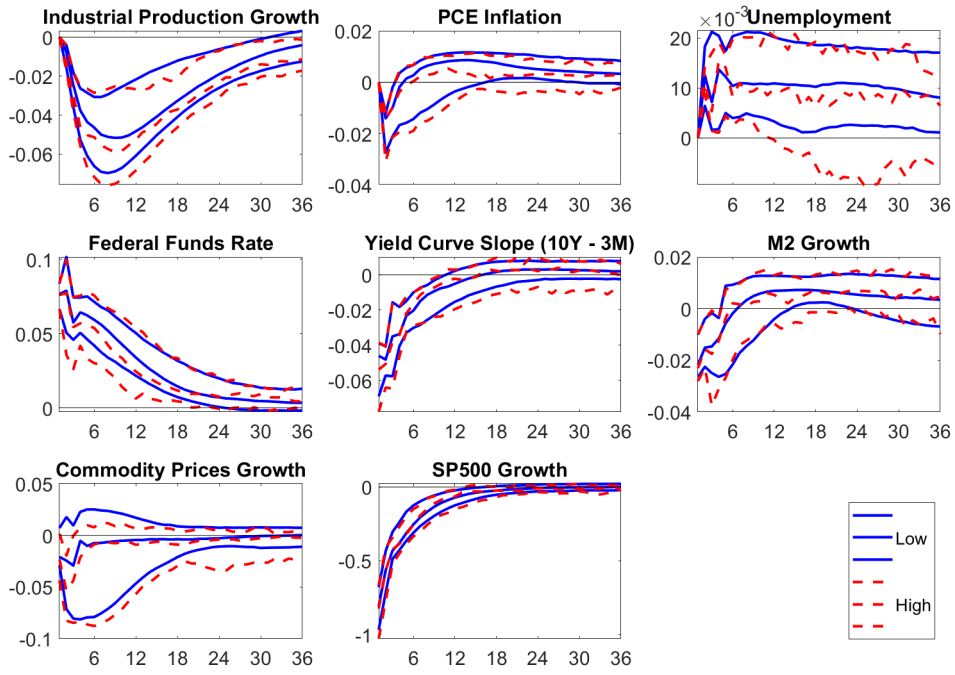 Industrial Production Growth
0
-0.02
-0.04
-0.06
6 12 18 24 30 36
PCE Inflation
0.02
0
-0.02
-0.04
6 12 18 24 30 36
×10-3 Unemployment
20
10
0
6 12 18 24 30 36
Federal Funds Rate
0.1
0.05
0
6 12 18 24 30 36
Yield Curve Slope (10Y - 3M)
0
-0.02
-0.04
-0.06
6 12 18 24 30 36
M2 Growth
0.02
0
-0.02
-0.04
6 12 18 24 30 36
Commodity Prices Growth
0.05
0
-0.05
-0.1
6 12 18 24 30 36
SP500 Growth
0
-0.5
-1
6 12 18 24 30 36
Low
High